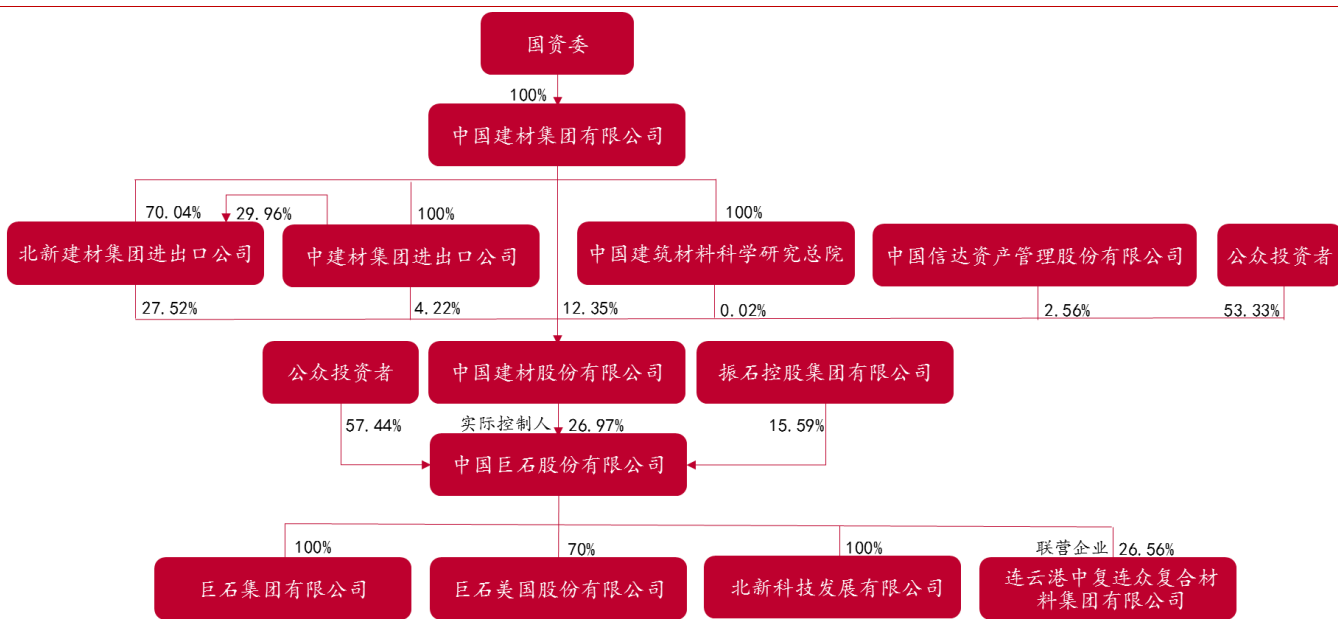 国资委
100%
中国建材集团有限公司
70.04%
29.96%
100%
100%
北新建材集团进出口公司
中建材集团进出口公司
中国建筑材料科学研究总院
中国信达资产管理股份有限公司
公众投资者
27.52%
4.22%
12.35%
0.02%
2.56%
53.33%
公众投资者
中国建材股份有限公司
振石控股集团有限公司
57.44%
实际控制人
26.97%
15.59%
中国巨石股份有限公司
100%
70%
100%
联营企业
26.56%
巨石集团有限公司
巨石美国股份有限公司
北新科技发展有限公司
连云港中复连众复合材
料集团有限公司